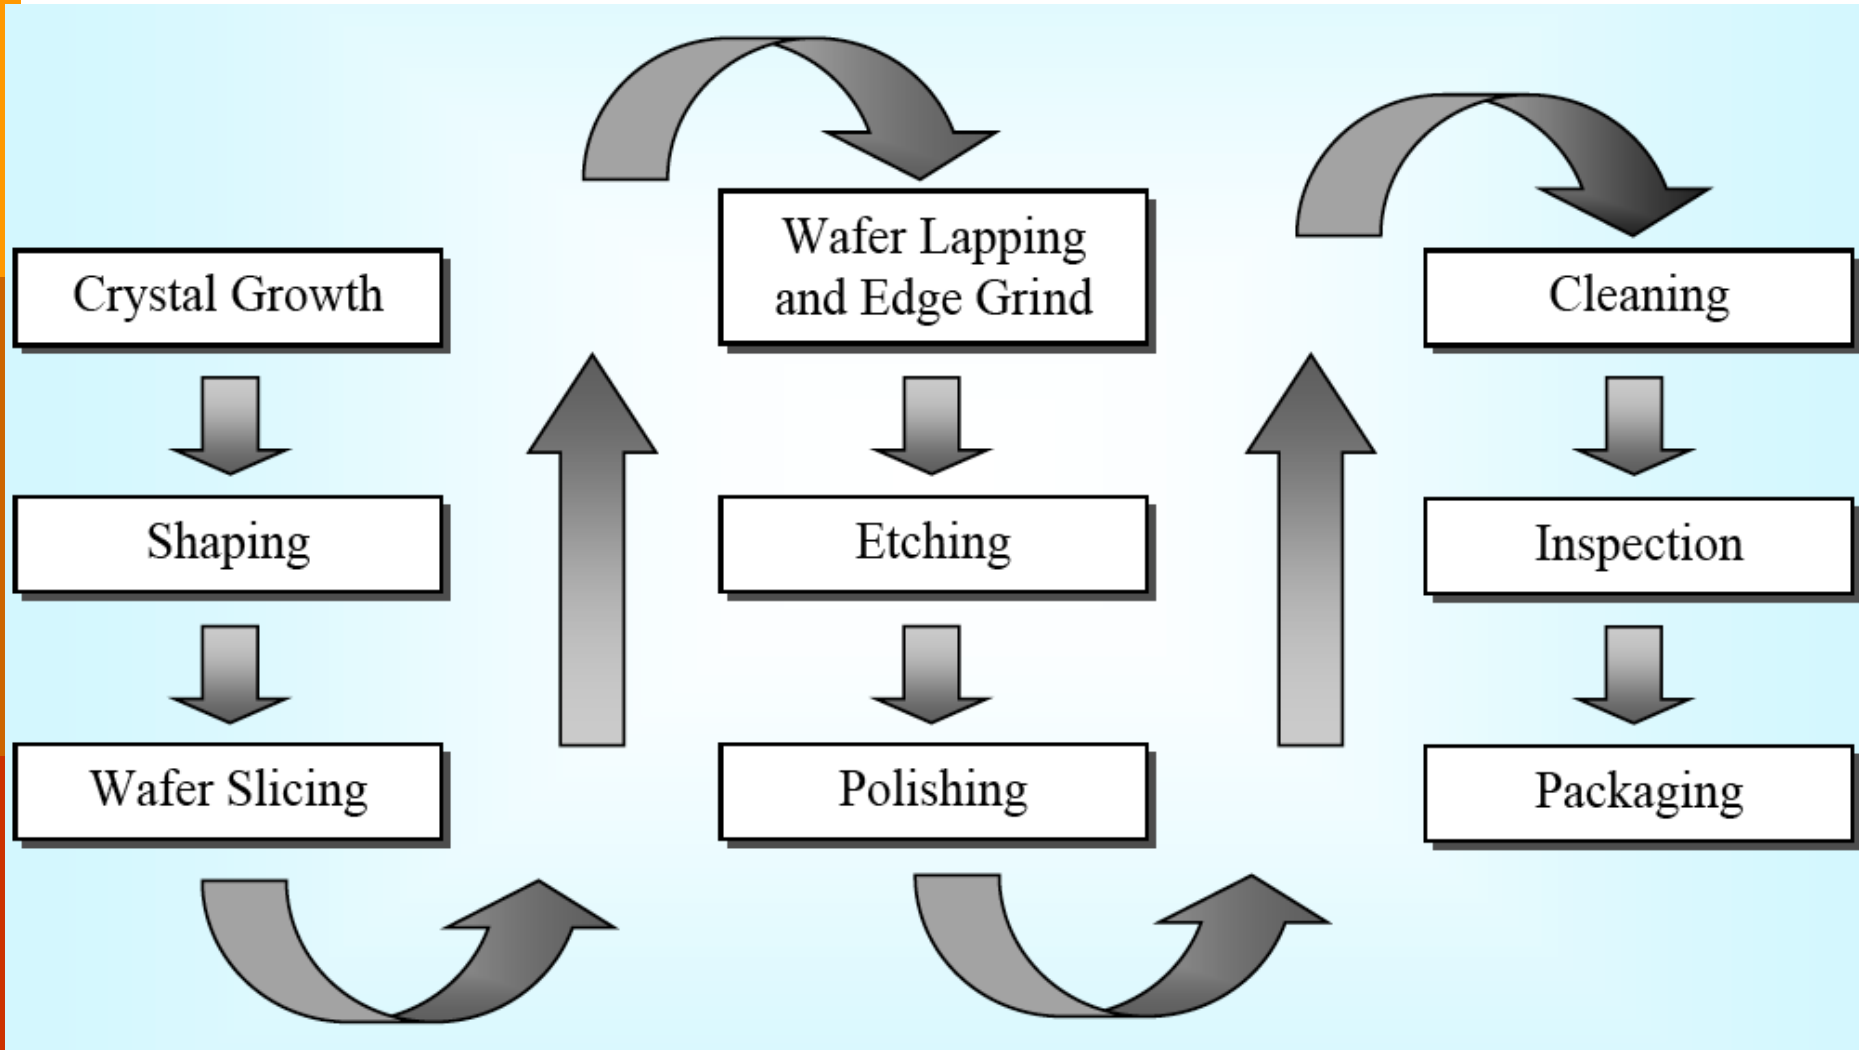 Crystal Growth
Shaping
Wafer Slicing
Wafer Lapping
and Edge Grind
Etching
Polishing
Cleaning
Inspection
Packaging